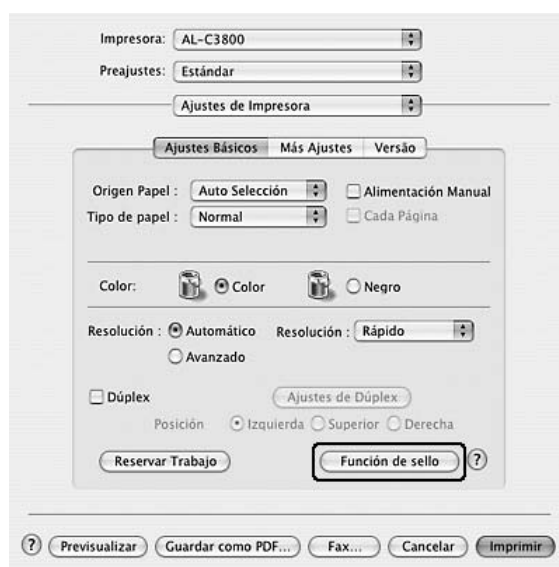 Impresora: AL-C3800
Preajustes: Estándar
Ajustes de Impresora
Ajustes Básicos Más Ajustes Versão
Origen Papel : Auto Selección Alimentación Manual
Tipo de papel : Normal Cada Página
Color: Color Negro
Resolución : Automático Resolución : Rápido
Avanzado
Dúplex Ajustes de Dúplex
Posición Izquierda Superior Derecha
Reservar Trabajo Función de sello ?
? Previsualizar Guardar como PDF... Fax... Cancelar Imprimir